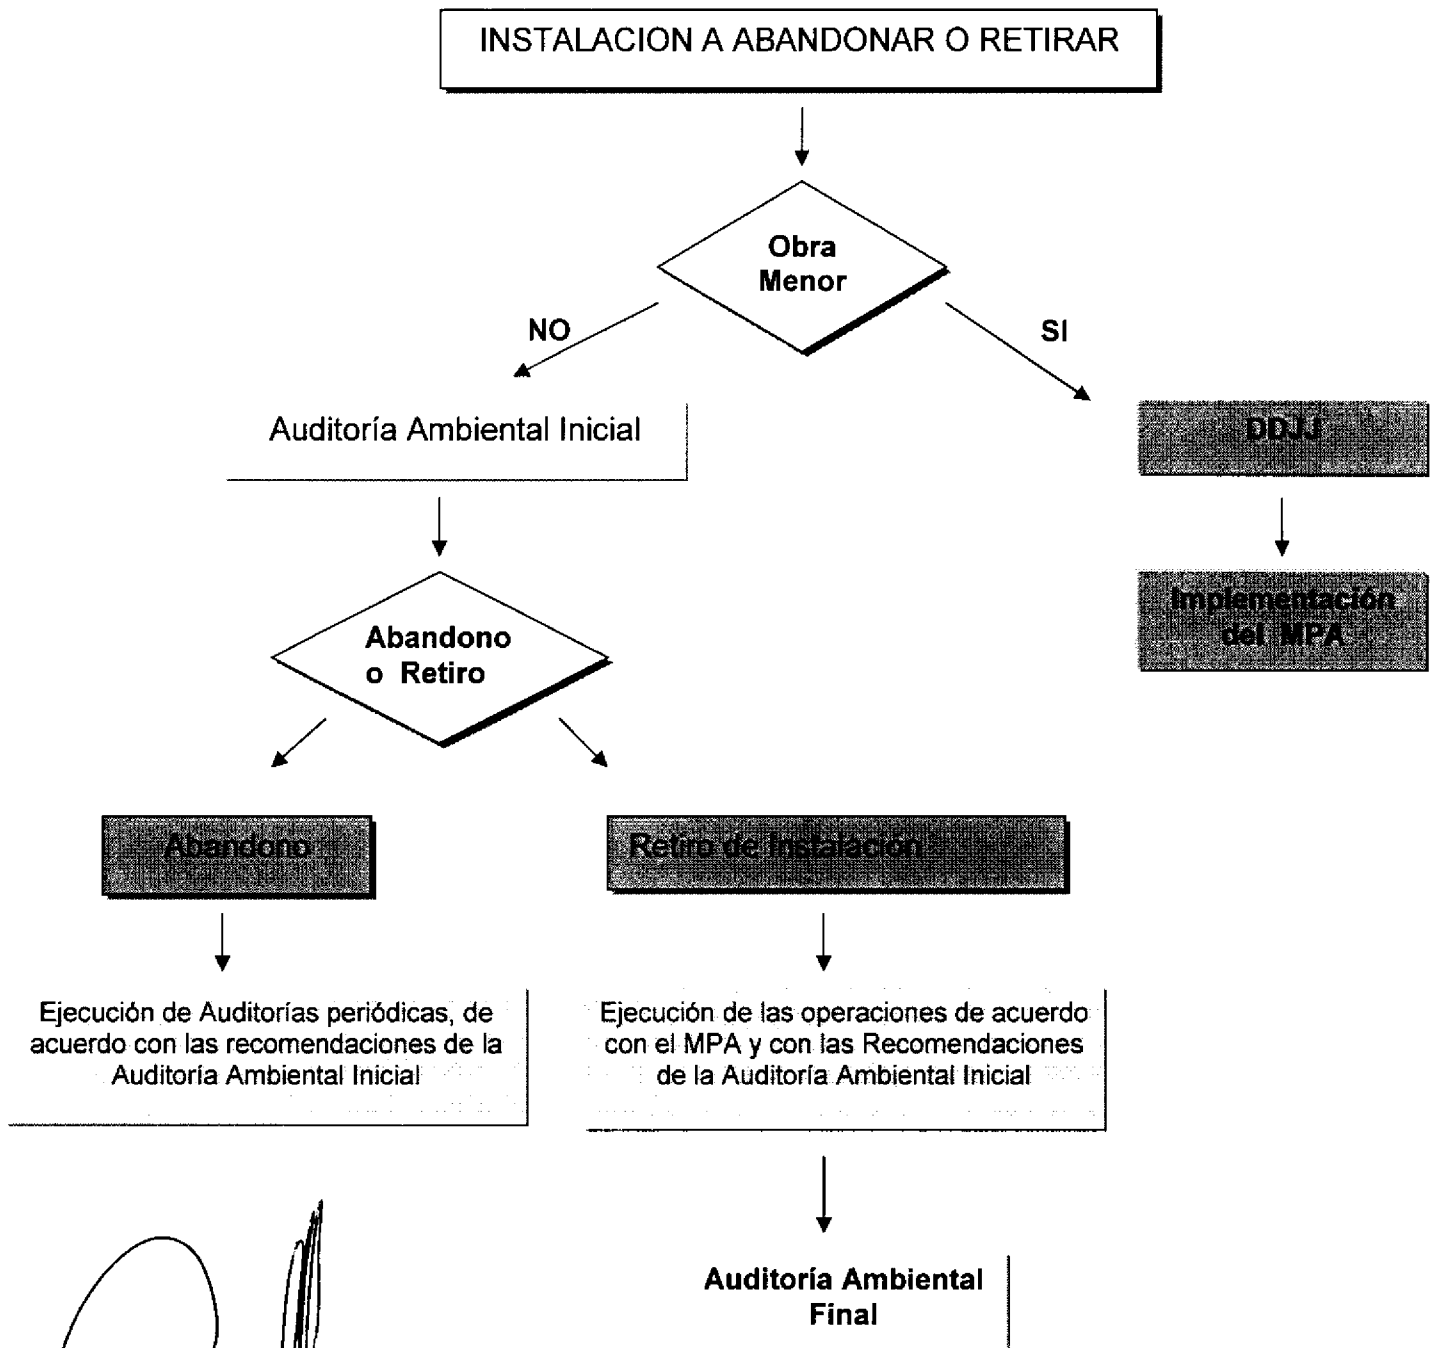 INSTALACION A ABANDONAR O RETIRAR
Obra
Menor
NO
SI
Auditoría Ambiental Inicial
DDJJ
Implementación
del MPA
Abandono
o Retiro
Abandono
Retiro de Instalación
Ejecución de Auditorías periódicas, de
acuerdo con las recomendaciones de la
Auditoría Ambiental Inicial
Ejecución de las operaciones de acuerdo
con el MPA y con las Recomendaciones
de la Auditoría Ambiental Inicial
Auditoría Ambiental
Final